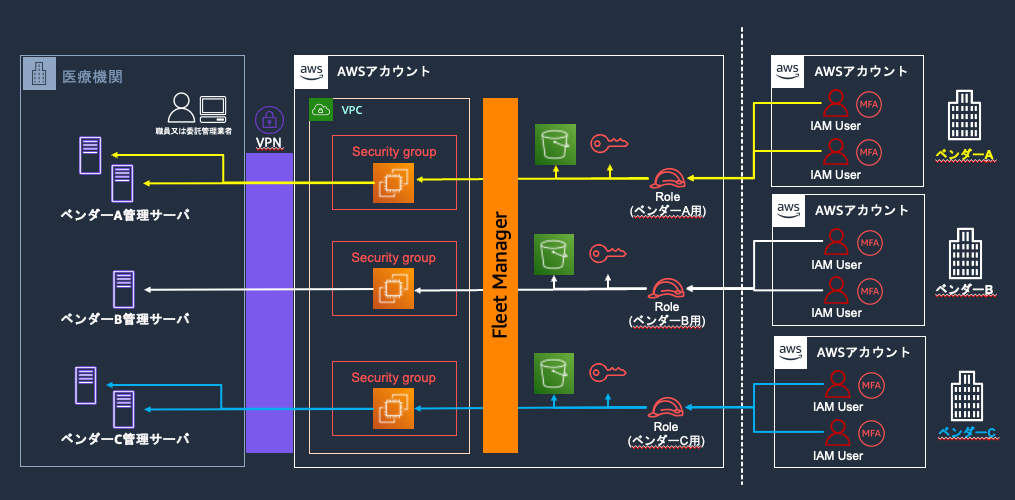 医療機関
職員又は委託管理業者
ベンダーA管理サーバ
ベンダーB管理サーバ
ベンダーC管理サーバ
VPN
aws
AWSアカウント
VPC
Security group
Security group
Security group
Fleet Manager
Role
(ベンダーA用)
Role
(ベンダーB用)
Role
(ベンダーC用)
aws
AWSアカウント
MFA
IAM User
MFA
IAM User
ベンダーA
aws
AWSアカウント
MFA
IAM User
MFA
IAM User
ベンダーB
aws
AWSアカウント
MFA
IAM User
MFA
IAM User
ベンダーC